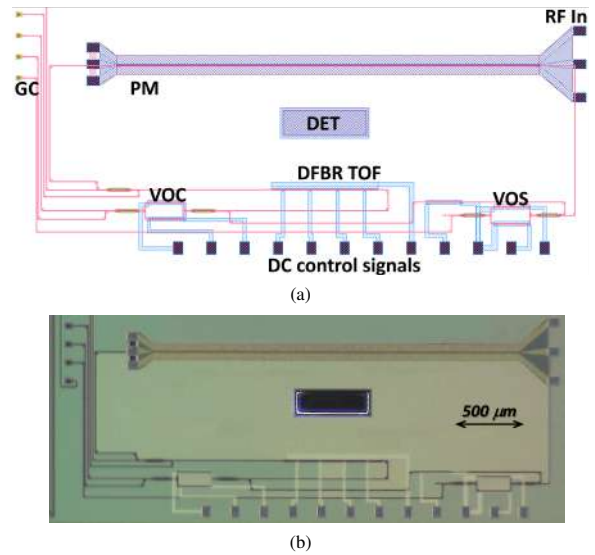 RF In
GC
PM
DET
DFBR TOF
VOC
VOS
DC control signals
(a)
500 μm
(b)